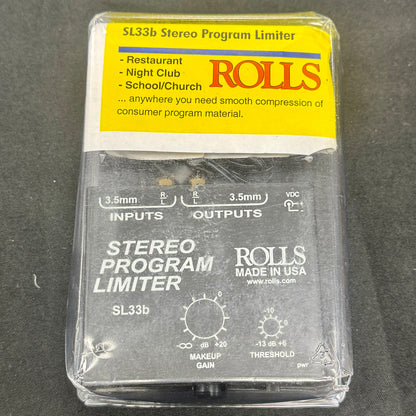 SL33b Stereo Program Limiter
- Restaurant
- Night Club
- School/Church
ROLLS
... anywhere you need smooth compression of
consumer program material.
3.5mm R L R L 3.5mm VDC
INPUTS OUTPUTS
STEREO
PROGRAM
LIMITER
SL33b
ROLLS
MADE IN USA
www.rolls.com
0
-∞ dB +20
MAKEUP
GAIN
-10 0
-13 dB +6
THRESHOLD
pwr